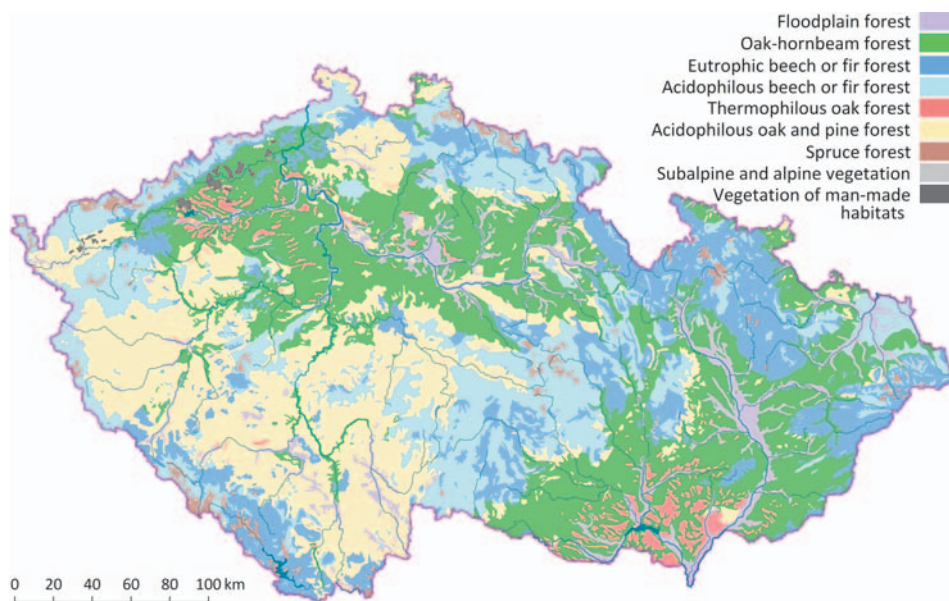 Floodplain forest
Oak-hornbeam forest
Eutrophic beech or fir forest
Acidophilous beech or fir forest
Thermophilous oak forest
Acidophilous oak and pine forest
Spruce forest
Subalpine and alpine vegetation
Vegetation of man-made
habitats
0 20 40 60 80 100 km